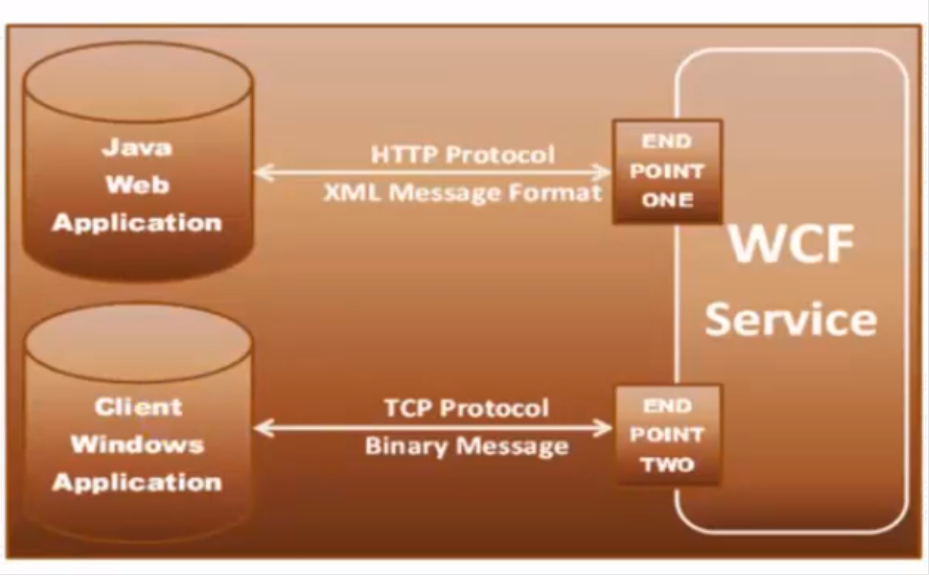 Java
Web
Application
HTTP Protocol
XML Message Format
END
POINT
ONE
WCF
Service
Client
Windows
Application
TCP Protocol
Binary Message
END
POINT
TWO